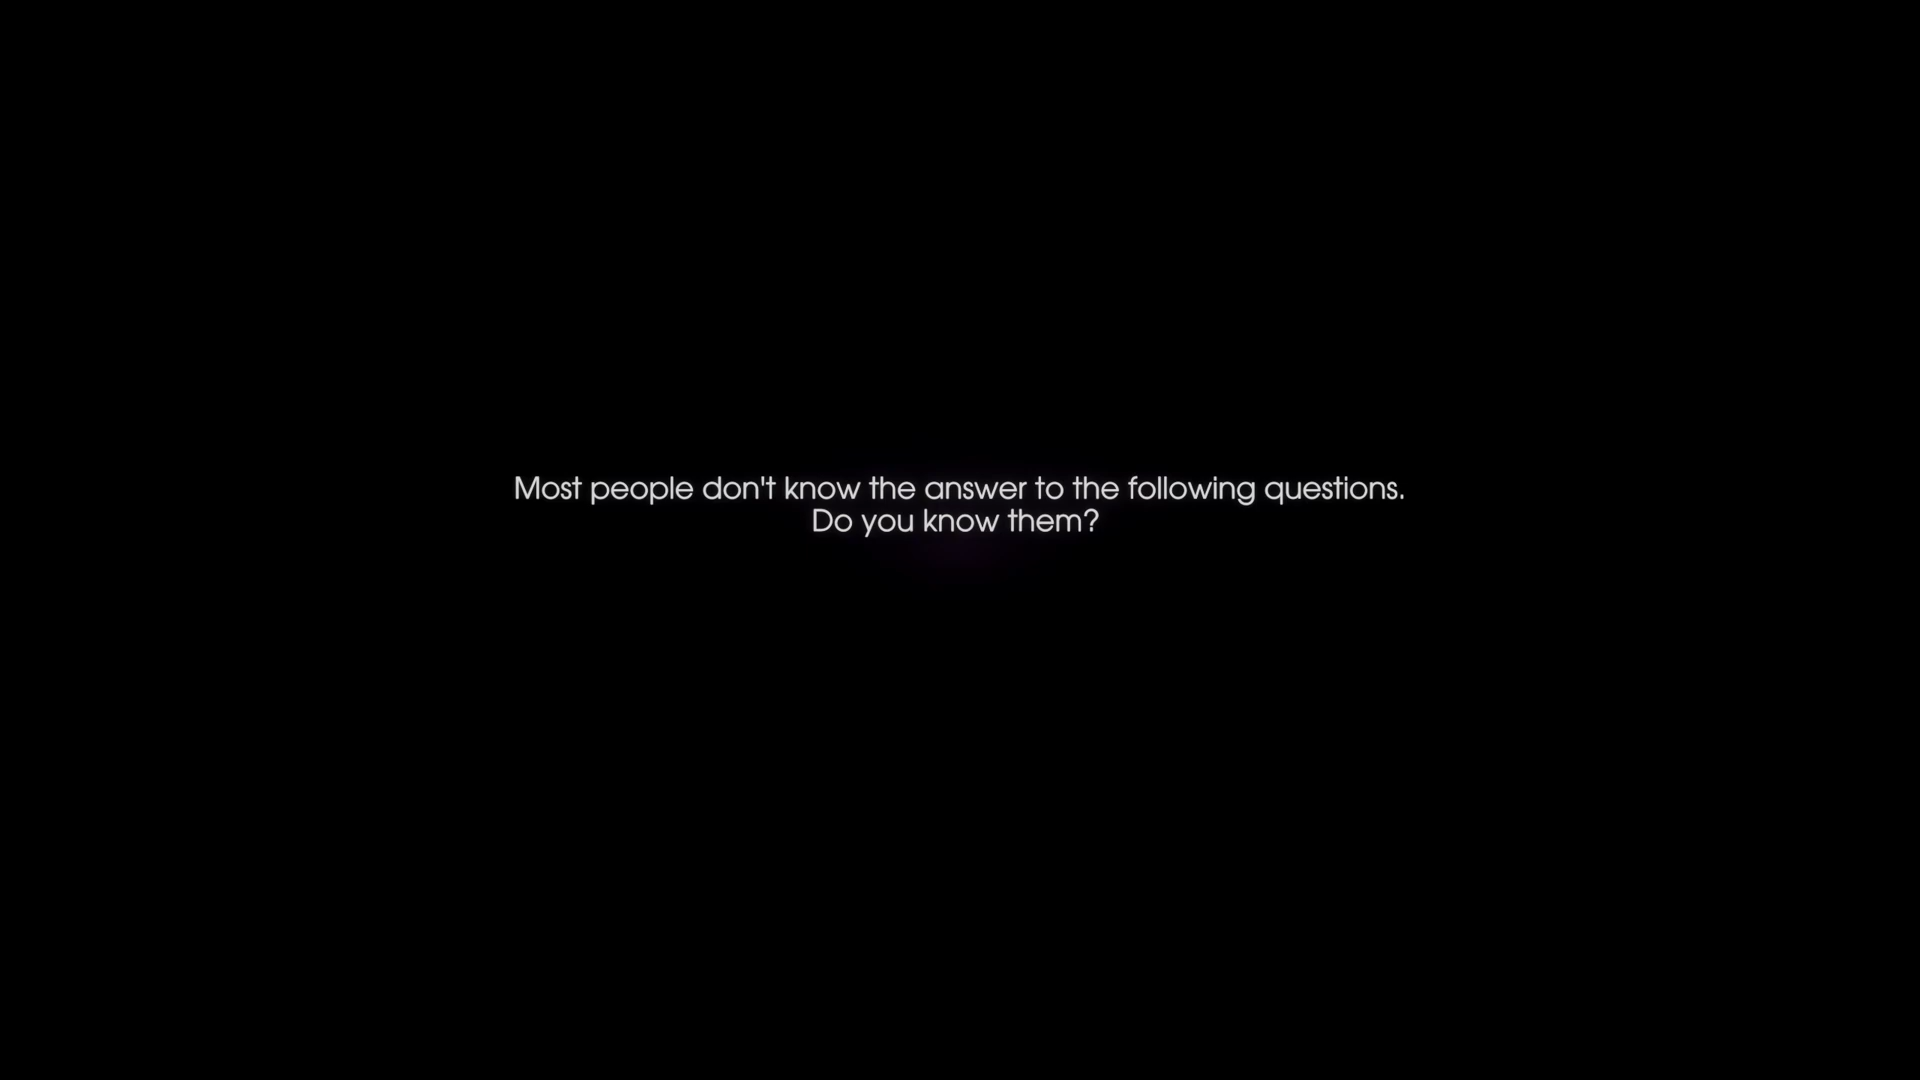 Most people don't know the answer to the following questions.
Do you know them?